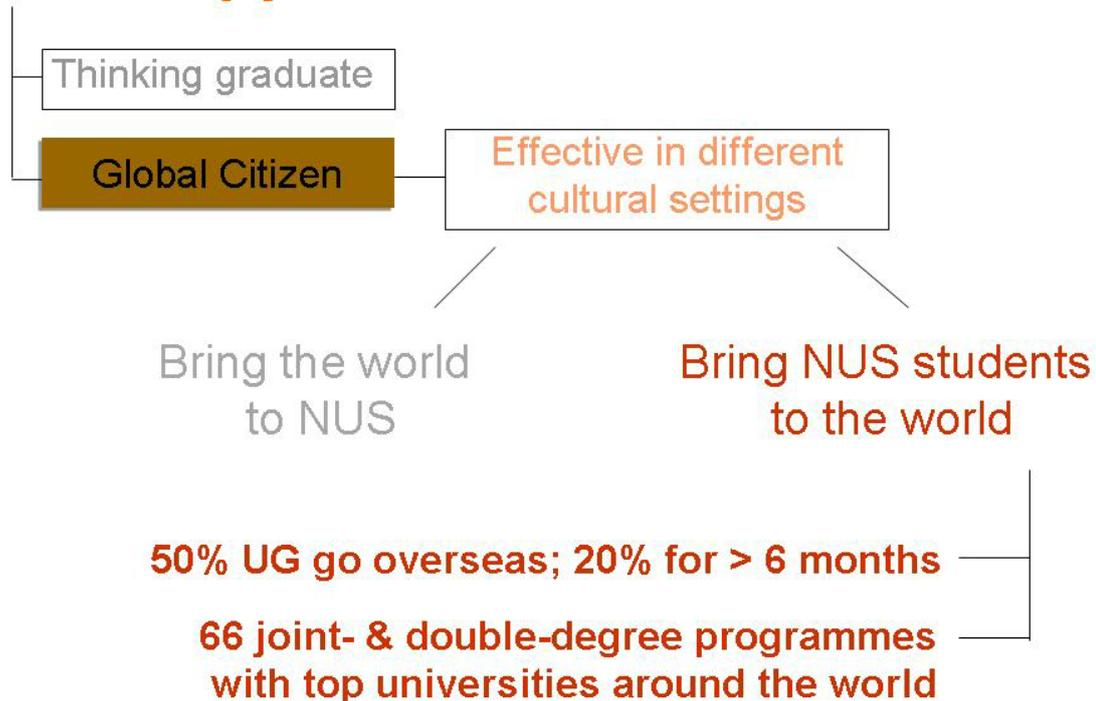 Thinking graduate
Global Citizen
Effective in different
cultural settings
Bring the world
to NUS
Bring NUS students
to the world
50% UG go overseas; 20% for > 6 months
66 joint- & double-degree programmes
with top universities around the world